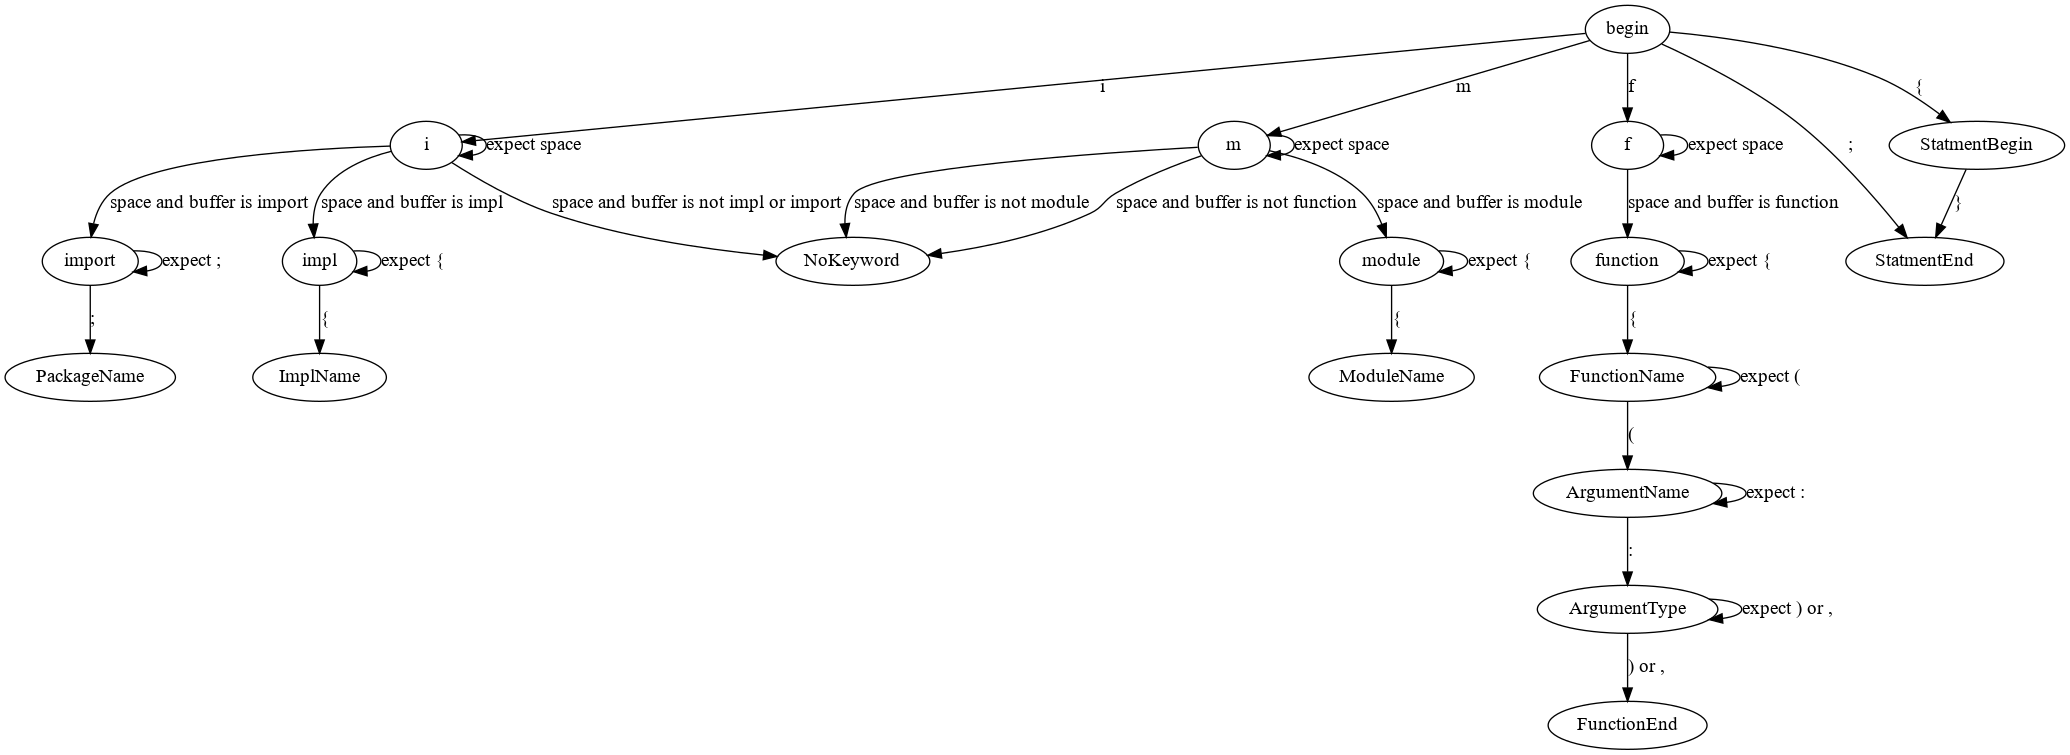 begin
i
m
f
;
{
i
expect space
m
expect space
f
expect space
StatmentBegin
space and buffer is import
space and buffer is impl
space and buffer is not impl or import
space and buffer is not module
space and buffer is not function
space and buffer is module
space and buffer is function
}
import
expect ;
impl
expect {
NoKeyword
module
expect {
function
expect {
StatmentEnd
;
{
{
{
PackageName
ImplName
ModuleName
FunctionName
expect (
(
ArgumentName
expect :
:
ArgumentType
expect ) or ,
) or ,
FunctionEnd